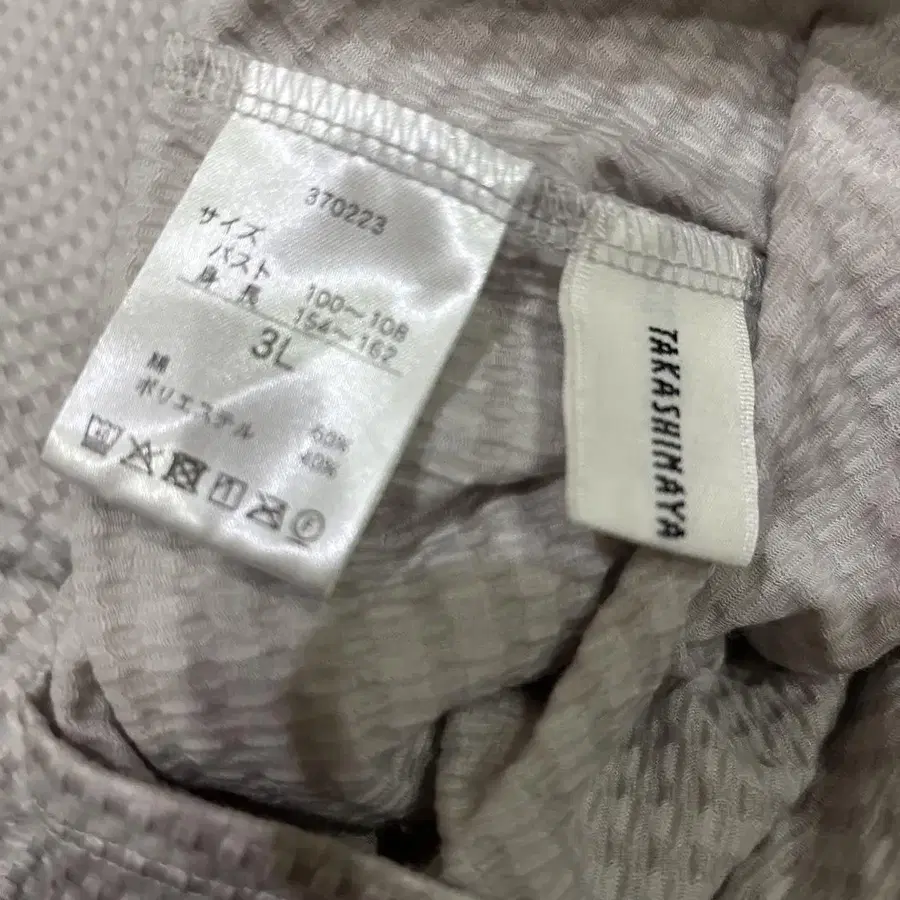 370223
サイズ
バスト 100～108
身長 154～162
3L
綿 60%
ポリエステル 40%
TAKASHIMAYA